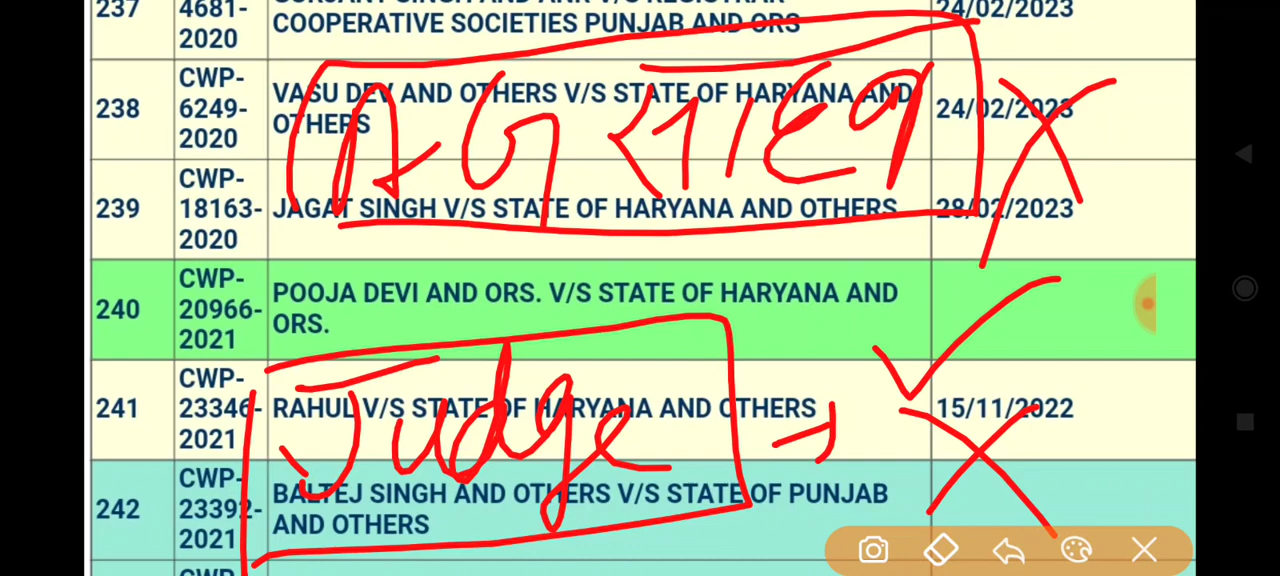 237 4681- 24/02/2023
2020 COOPERATIVE SOCIETIES PUNJAB AND ORS
238 CWP-6249-2020 VASU DEV AND OTHERS V/S STATE OF HARYANA AND OTHERS 24/02/2023
239 CWP-18163-2020 JAGAT SINGH V/S STATE OF HARYANA AND OTHERS 28/02/2023
240 CWP-20966-2021 POOJA DEVI AND ORS. V/S STATE OF HARYANA AND ORS.
241 CWP-23346-2021 RAHUL V/S STATE OF HARYANA AND OTHERS 15/11/2022
Judge
242 CWP-23392-2021 BALTEJ SINGH AND OTHERS V/S STATE OF PUNJAB AND OTHERS
CWP-